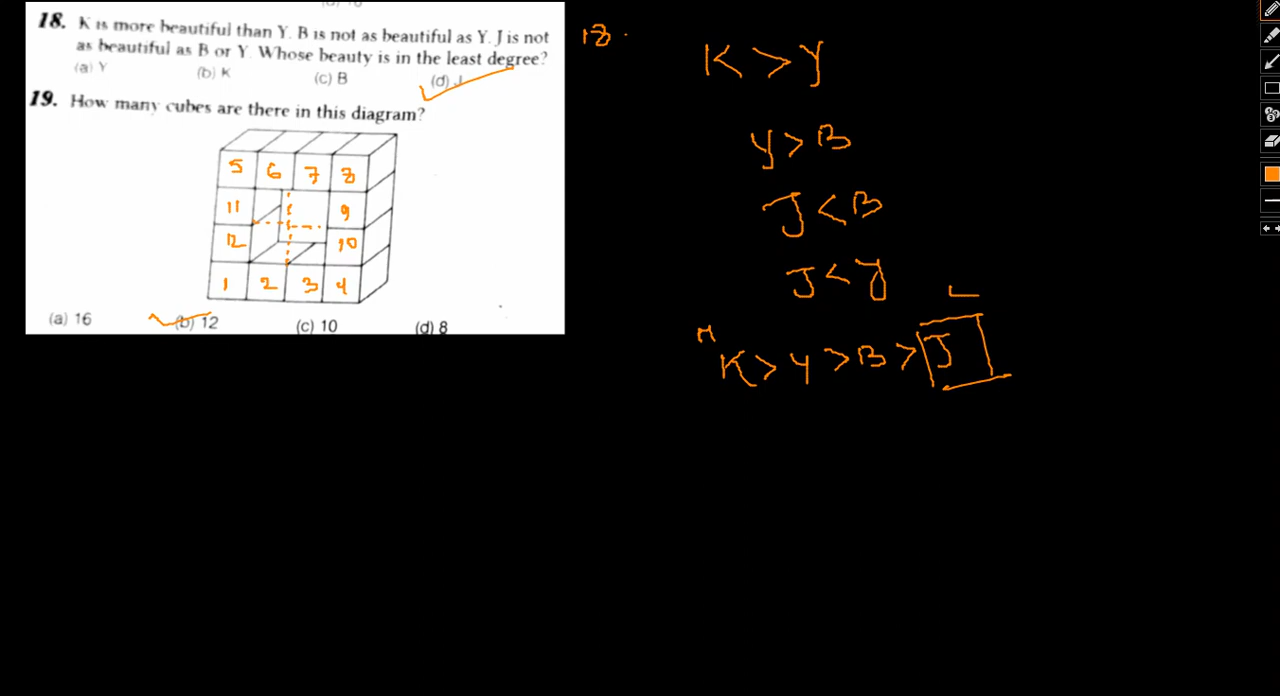 18. K is more beautiful than Y. B is not as beautiful as Y. J is not
as beautiful as B or Y. Whose beauty is in the least degree?
(a) Y (b) K (c) B (d) J
19. How many cubes are there in this diagram?
5 6 7 8
11 9
12 10
1 2 3 4
(a) 16 (b) 12 (c) 10 (d) 8
18.
K > Y
Y > B
J < B
J < Y
L
H
K > Y > B > J